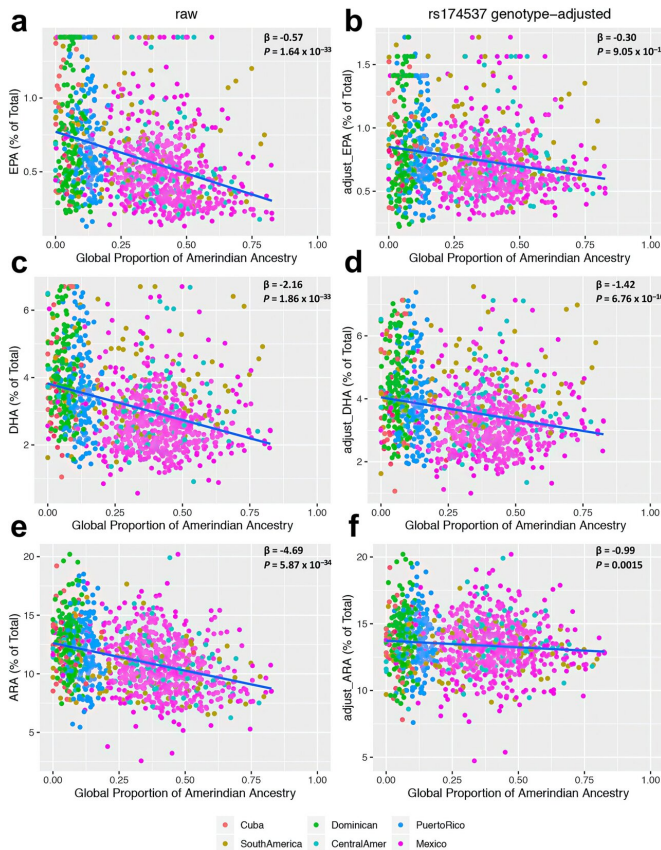 raw
rs174537 genotype-adjusted
a
β = -0.57
P = 1.64 x 10⁻³³
1.0
0.5
EPA (% of Total)
0.00 0.25 0.50 0.75 1.00
Global Proportion of Amerindian Ancestry
b
β = -0.30
1.5
1.0
0.5
adjust_EPA (% of Total)
0.00 0.25 0.50 0.75 1.00
Global Proportion of Amerindian Ancestry
c
β = -2.16
P = 1.86 x 10⁻³³
6
4
2
DHA (% of Total)
0.00 0.25 0.50 0.75 1.00
Global Proportion of Amerindian Ancestry
d
β = -1.42
6
4
2
adjust_DHA (% of Total)
0.00 0.25 0.50 0.75 1.00
Global Proportion of Amerindian Ancestry
e
β = -4.69
P = 5.87 x 10⁻³⁴
20
15
10
5
ARA (% of Total)
0.00 0.25 0.50 0.75 1.00
Global Proportion of Amerindian Ancestry
f
β = -0.99
P = 0.0015
20
15
10
5
adjust_ARA (% of Total)
0.00 0.25 0.50 0.75 1.00
Global Proportion of Amerindian Ancestry
Cuba Dominican PuertoRico
SouthAmerica CentralAmer Mexico